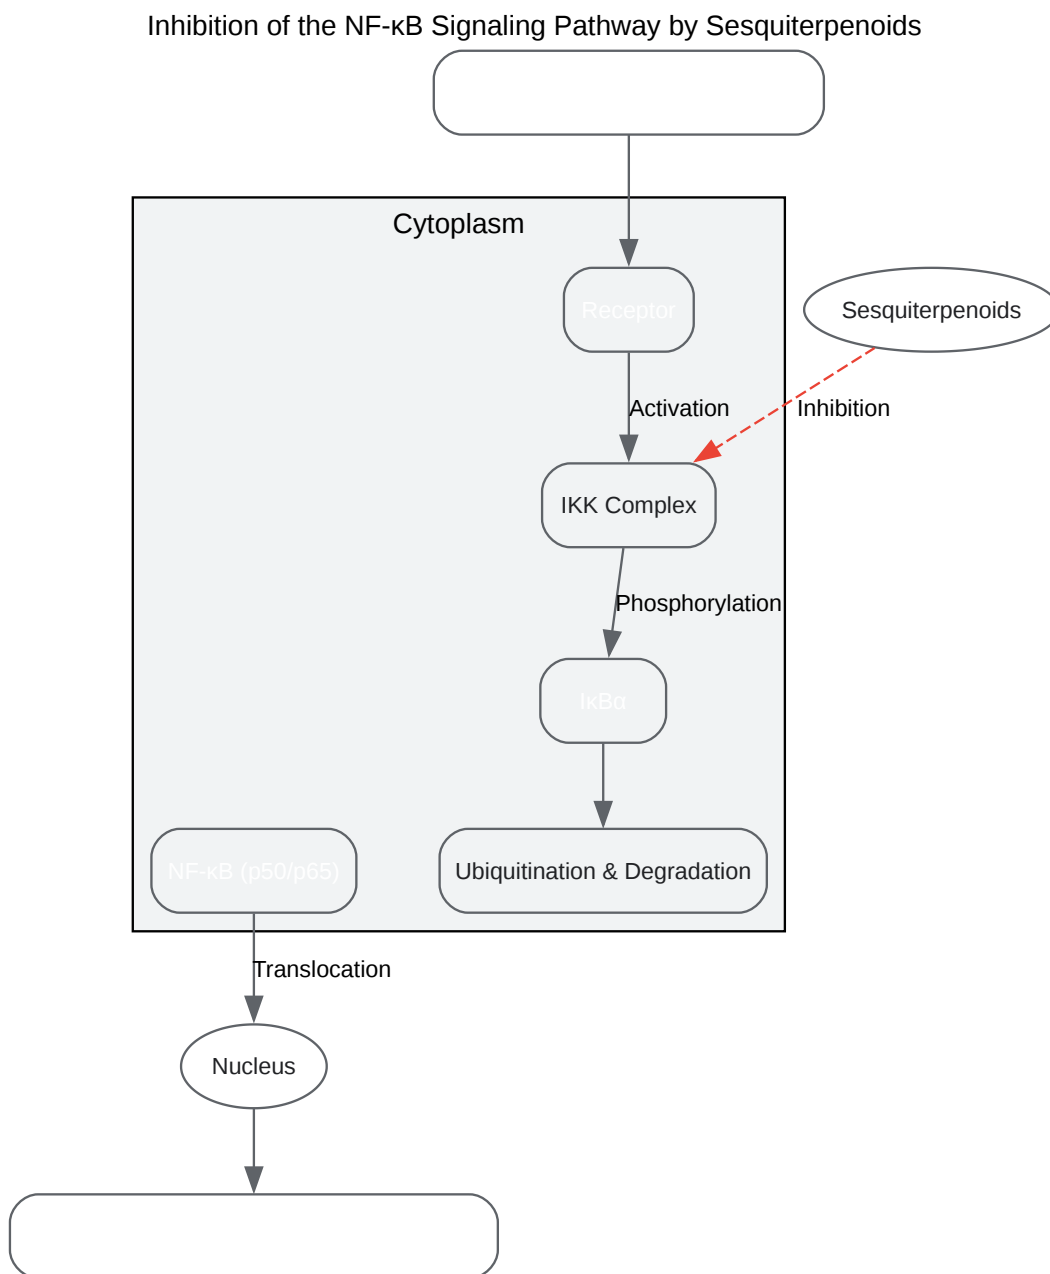 Inhibition of the NF-κB Signaling Pathway by Sesquiterpenoids
Cytoplasm
Receptor
Sesquiterpenoids
Activation
Inhibition
IKK Complex
Phosphorylation
IκBα
NF-κB (p50/p65)
Ubiquitination & Degradation
Translocation
Nucleus